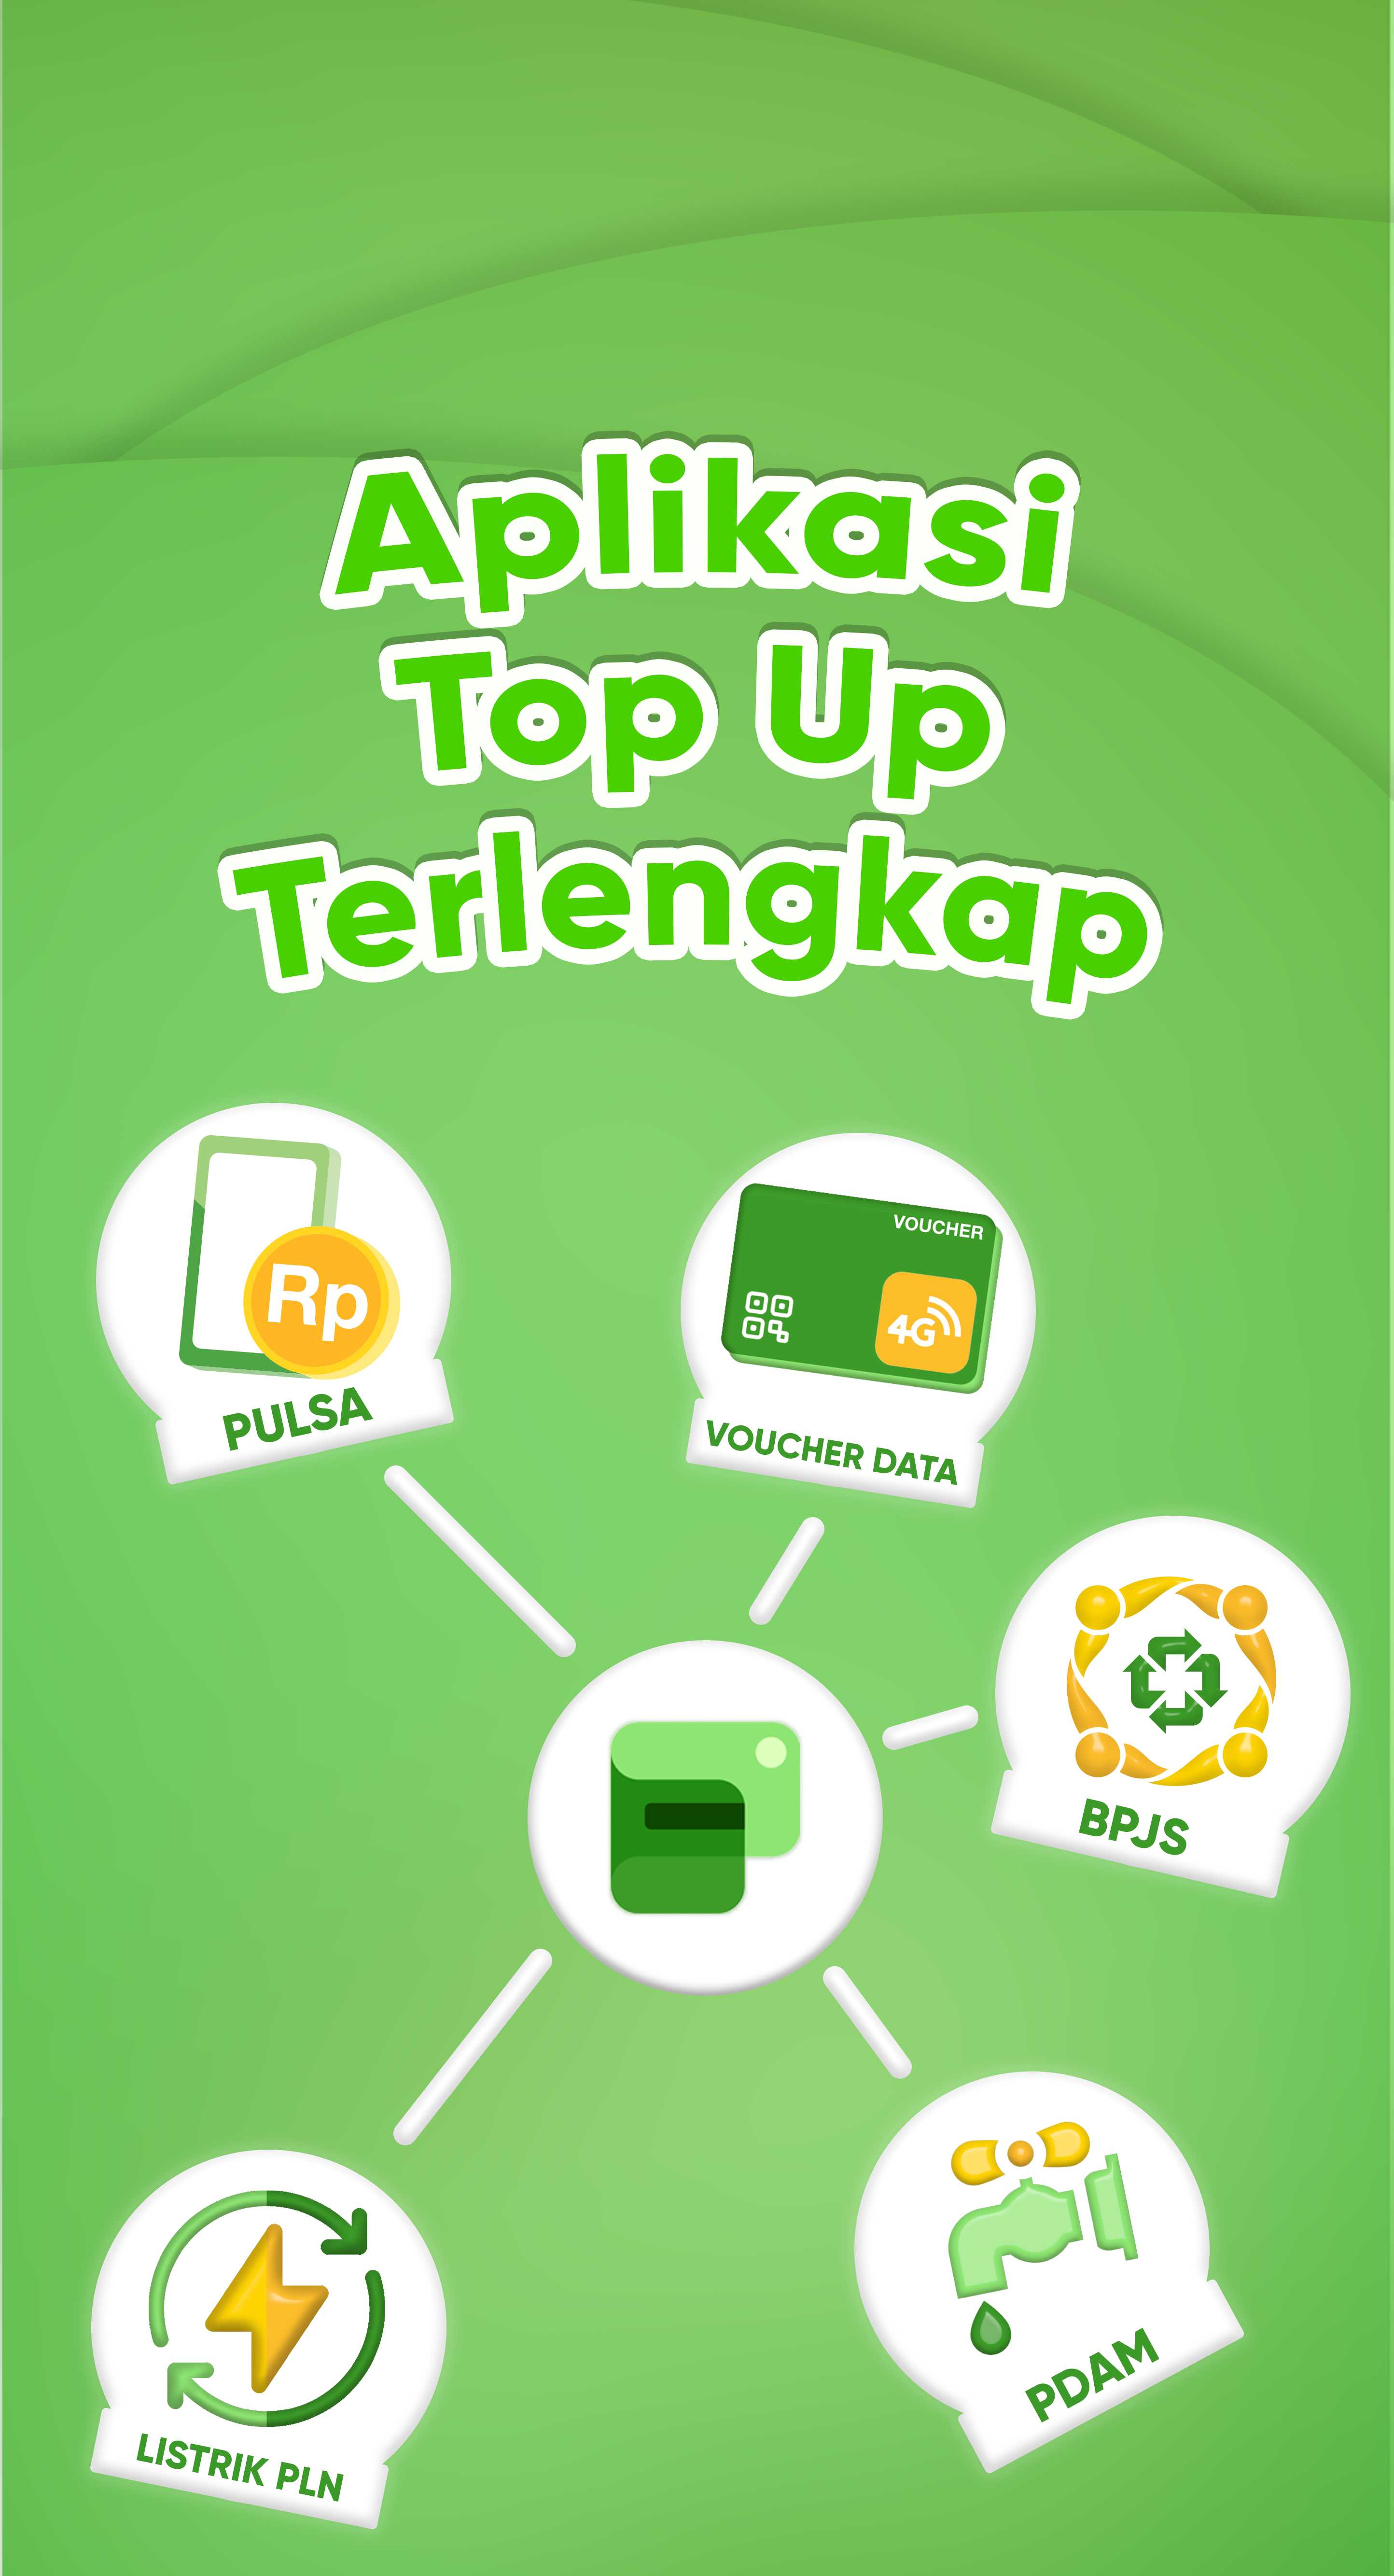 Aplikasi
Top Up
Terlengkap
Rp
PULSA
VOUCHER
4G
VOUCHER DATA
BPJS
PDAM
LISTRIK PLN